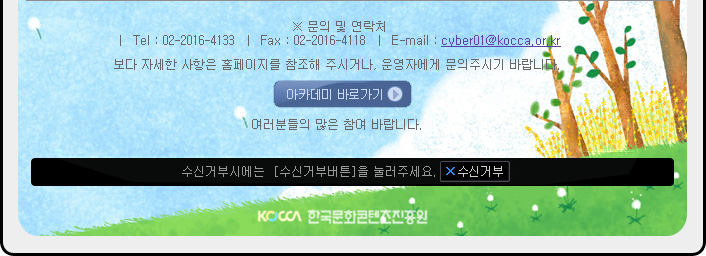 ※ 문의 및 연락처
| Tel : 02-2016-4133 | Fax : 02-2016-4118 | E-mail : cyber01@kocca.or.kr
보다 자세한 사항은 홈페이지를 참조해 주시거나, 운영자에게 문의주시기 바랍니다.
아카데미 바로가기
여러분들의 많은 참여 바랍니다.
수신거부시에는 [수신거부버튼]을 눌러주세요. ×수신거부
KOCCA 한국문화콘텐츠진흥원